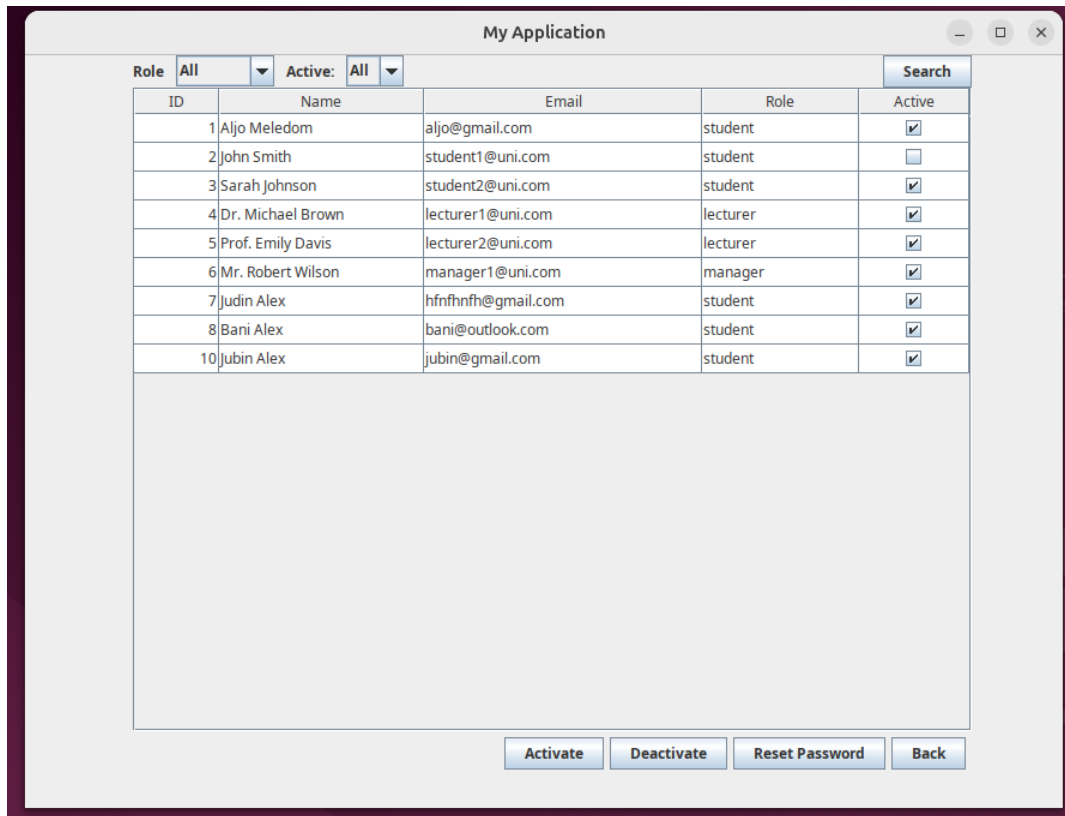 My Application
Role All Active: All Search
ID Name Email Role Active
1 Aljo Meledom aljo@gmail.com student
2 John Smith student1@uni.com student
3 Sarah Johnson student2@uni.com student
4 Dr. Michael Brown lecturer1@uni.com lecturer
5 Prof. Emily Davis lecturer2@uni.com lecturer
6 Mr. Robert Wilson manager1@uni.com manager
7 Judin Alex hfnfhnfh@gmail.com student
8 Bani Alex bani@outlook.com student
10 Jubin Alex jubin@gmail.com student
Activate Deactivate Reset Password Back